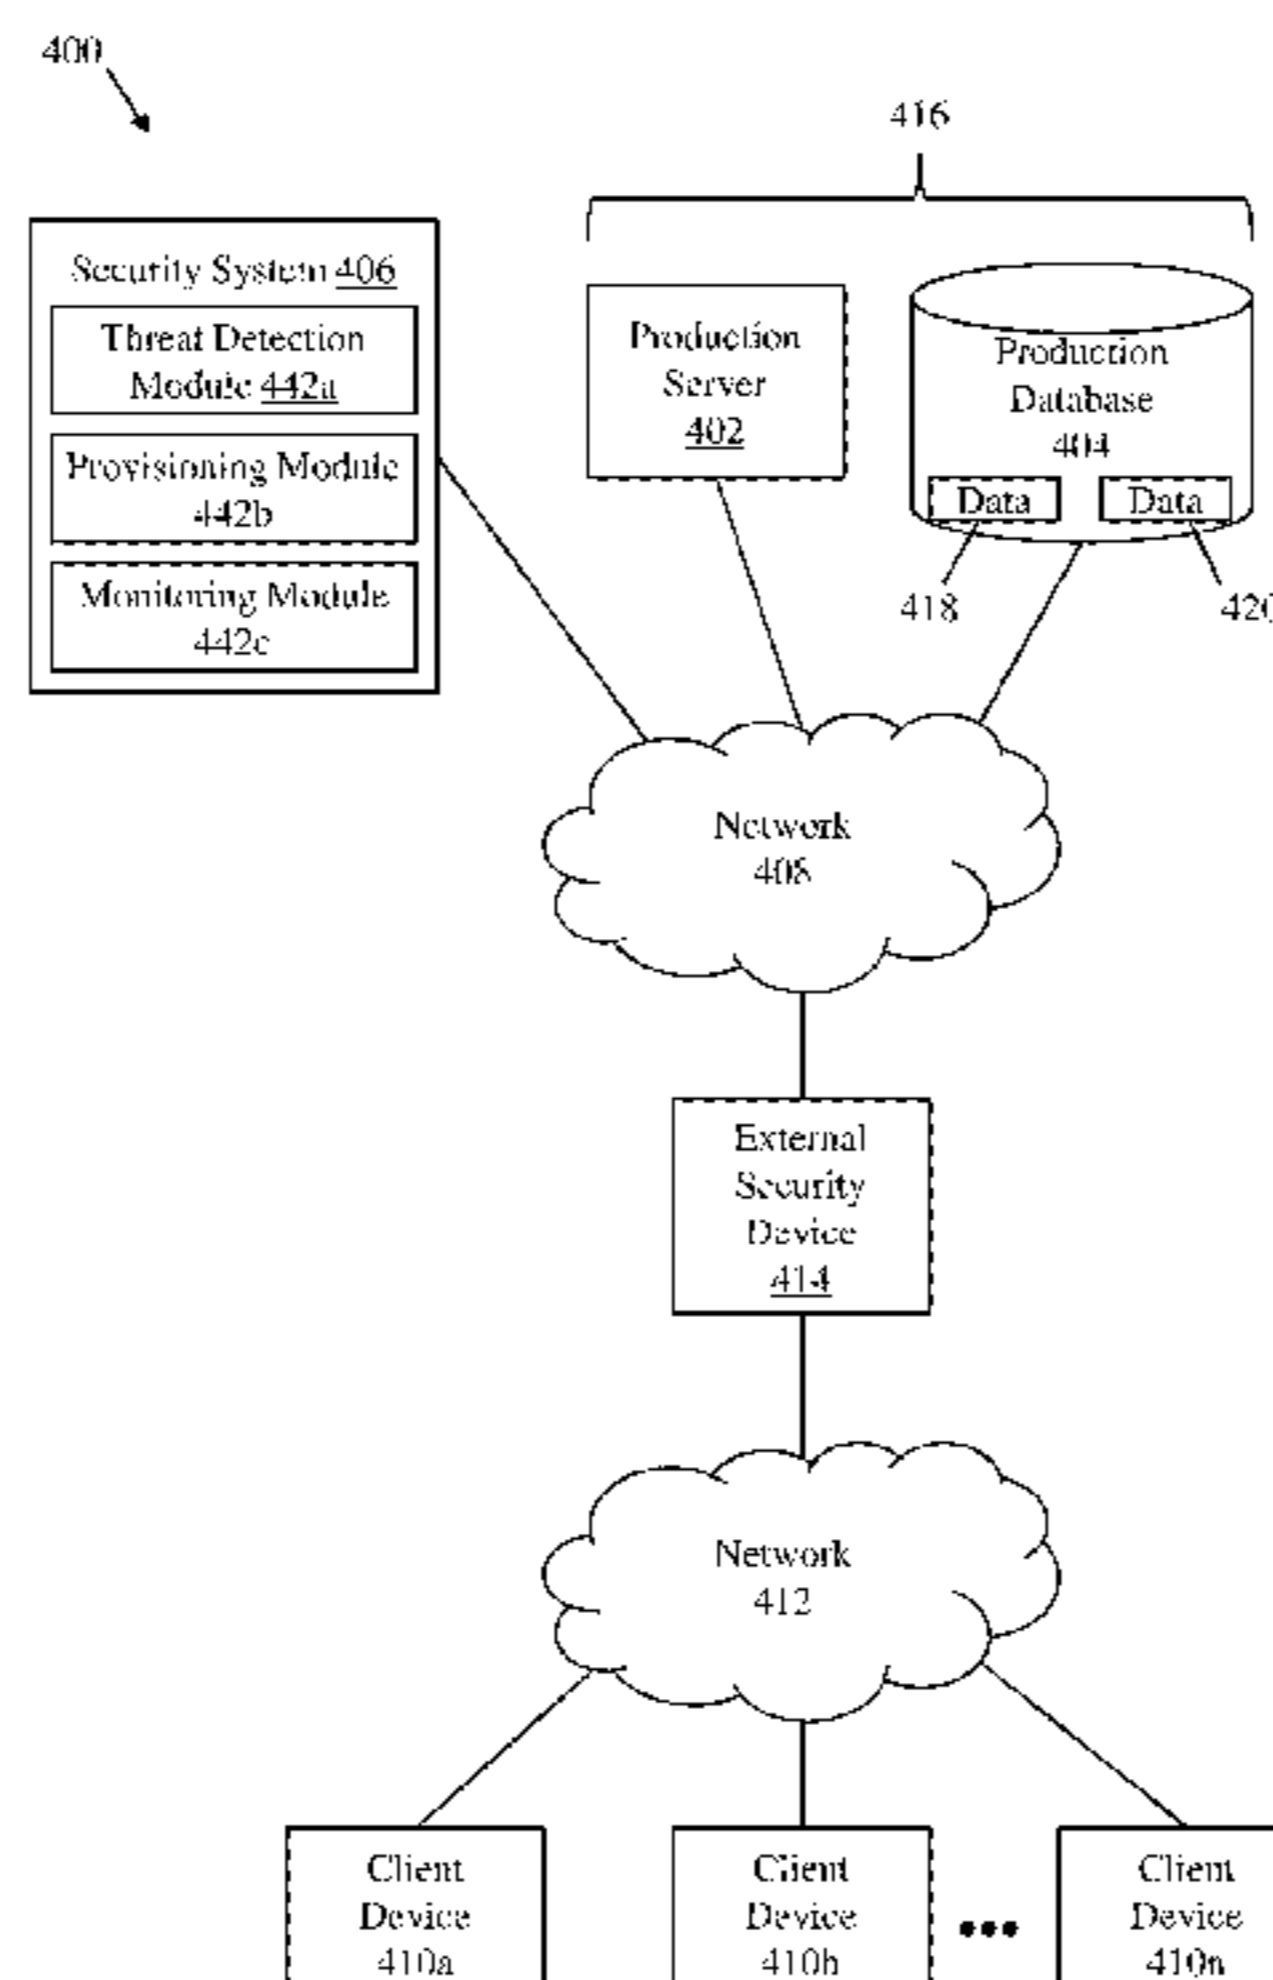 400
416
Security System 406
Threat Detection
Module 442a
Provisioning Module
442b
Monitoring Module
442c
Production
Server
402
Production
Database
404
Data
Data
418
420
Network
408
External
Security
Device
414
Network
412
Client
Device
410a
Client
Device
410b
•••
Client
Device
410n